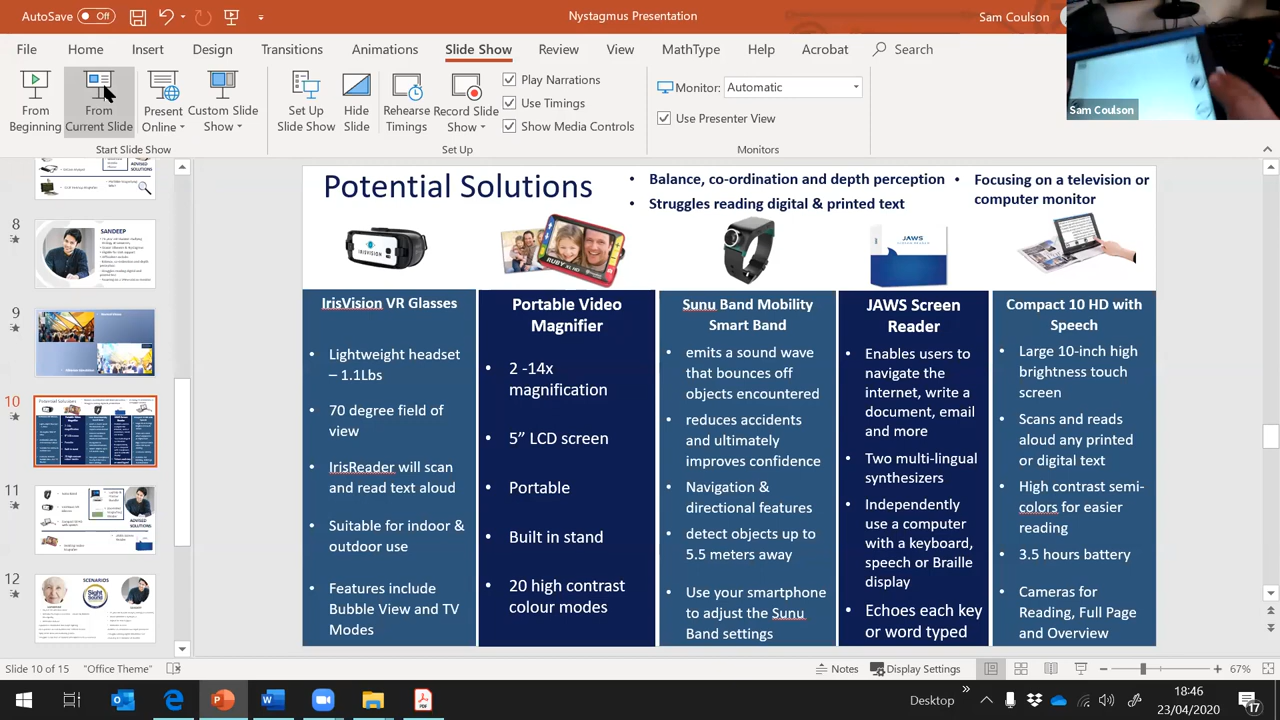 AutoSave Off
Nystagmus Presentation
Sam Coulson
File Home Insert Design Transitions Animations Slide Show Review View MathType Help Acrobat Search
From Beginning
From Current Slide
Present Online
Custom Slide Show
Set Up Slide Show
Hide Slide
Rehearse Timings
Record Slide Show
Play Narrations
Use Timings
Show Media Controls
Monitor: Automatic
Use Presenter View
Start Slide Show
Set Up
Monitors
Sam Coulson
ADVISED
SOLUTIONS
8
SANDEEP
9
10
Potential Solutions
11
ADVISED
SOLUTIONS
12
SCENARIOS
Potential Solutions
• Balance, co-ordination and depth perception
• Struggles reading digital & printed text
• Focusing on a television or
computer monitor
IRISVISION
RUBY
IrisVision VR Glasses
• Lightweight headset
– 1.1Lbs
• 70 degree field of
view
• IrisReader will scan
and read text aloud
• Suitable for indoor &
outdoor use
• Features include
Bubble View and TV
Modes
Portable Video
Magnifier
• 2 -14x
magnification
• 5” LCD screen
• Portable
• Built in stand
• 20 high contrast
colour modes
Sunu Band Mobility
Smart Band
• emits a sound wave
that bounces off
objects encountered
• reduces accidents
and ultimately
improves confidence
• Navigation &
directional features
• detect objects up to
5.5 meters away
• Use your smartphone
to adjust the Sunu
Band settings
JAWS
JAWS Screen
Reader
• Enables users to
navigate the
internet, write a
document, email
and more
• Two multi-lingual
synthesizers
• Independently
use a computer
with a keyboard,
speech or Braille
display
• Echoes each key
or word typed
Compact 10 HD with
Speech
• Large 10-inch high
brightness touch
screen
• Scans and reads
aloud any printed
or digital text
• High contrast semi-
colors for easier
reading
• 3.5 hours battery
• Cameras for
Reading, Full Page
and Overview
Slide 10 of 15 "Office Theme"
Notes Display Settings 67%
Desktop
18:46
23/04/2020
17